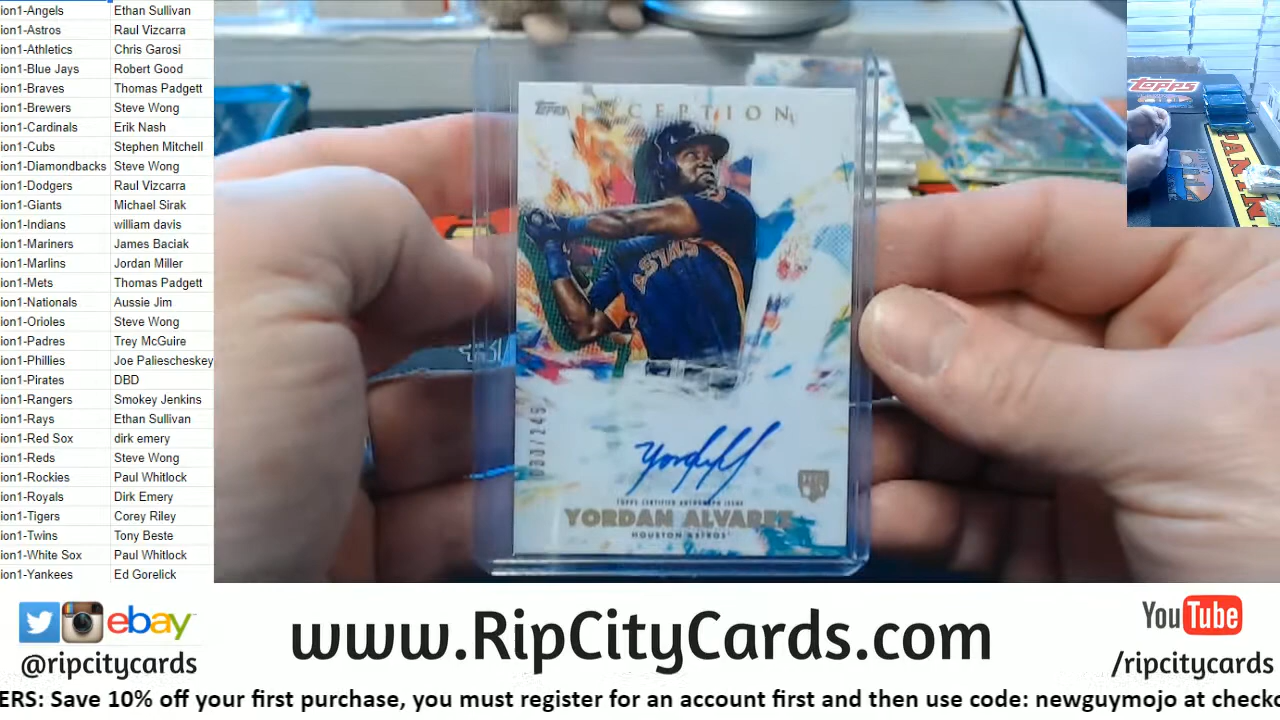 ion1-Angels Ethan Sullivan
ion1-Astros Raul Vizcarra
ion1-Athletics Chris Garosi
ion1-Blue Jays Robert Good
ion1-Braves Thomas Padgett
ion1-Brewers Steve Wong
ion1-Cardinals Erik Nash
ion1-Cubs Stephen Mitchell
ion1-Diamondbacks Steve Wong
ion1-Dodgers Raul Vizcarra
ion1-Giants Michael Sirak
ion1-Indians william davis
ion1-Mariners James Baciak
ion1-Marlins Jordan Miller
ion1-Mets Thomas Padgett
ion1-Nationals Aussie Jim
ion1-Orioles Steve Wong
ion1-Padres Trey McGuire
ion1-Phillies Joe Paliescheskey
ion1-Pirates DBD
ion1-Rangers Smokey Jenkins
ion1-Rays Ethan Sullivan
ion1-Red Sox dirk emery
ion1-Reds Steve Wong
ion1-Rockies Paul Whitlock
ion1-Royals Dirk Emery
ion1-Tigers Corey Riley
ion1-Twins Tony Beste
ion1-White Sox Paul Whitlock
ion1-Yankees Ed Gorelick
TOPPS INCEPTION
ASTROS
TOPPS CERTIFIED AUTOGRAPH ISSUE
YORDAN ALVAREZ
HOUSTON ASTROS
TOPPS
PANINI
ebay
@ripcitycards
www.RipCityCards.com
YouTube
/ripcitycards
ERS: Save 10% off your first purchase, you must register for an account first and then use code: newguymojo at checko